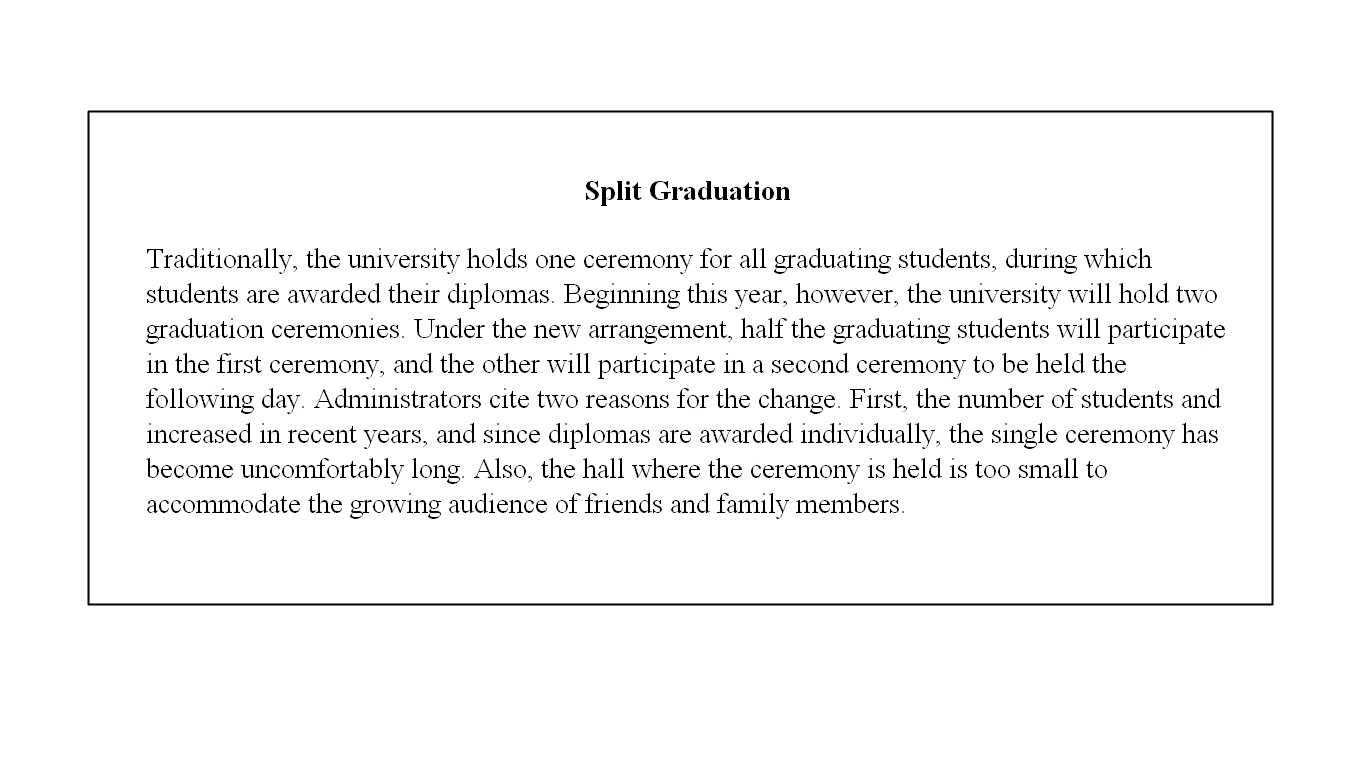 Split Graduation
Traditionally, the university holds one ceremony for all graduating students, during which
students are awarded their diplomas. Beginning this year, however, the university will hold two
graduation ceremonies. Under the new arrangement, half the graduating students will participate
in the first ceremony, and the other will participate in a second ceremony to be held the
following day. Administrators cite two reasons for the change. First, the number of students and
increased in recent years, and since diplomas are awarded individually, the single ceremony has
become uncomfortably long. Also, the hall where the ceremony is held is too small to
accommodate the growing audience of friends and family members.